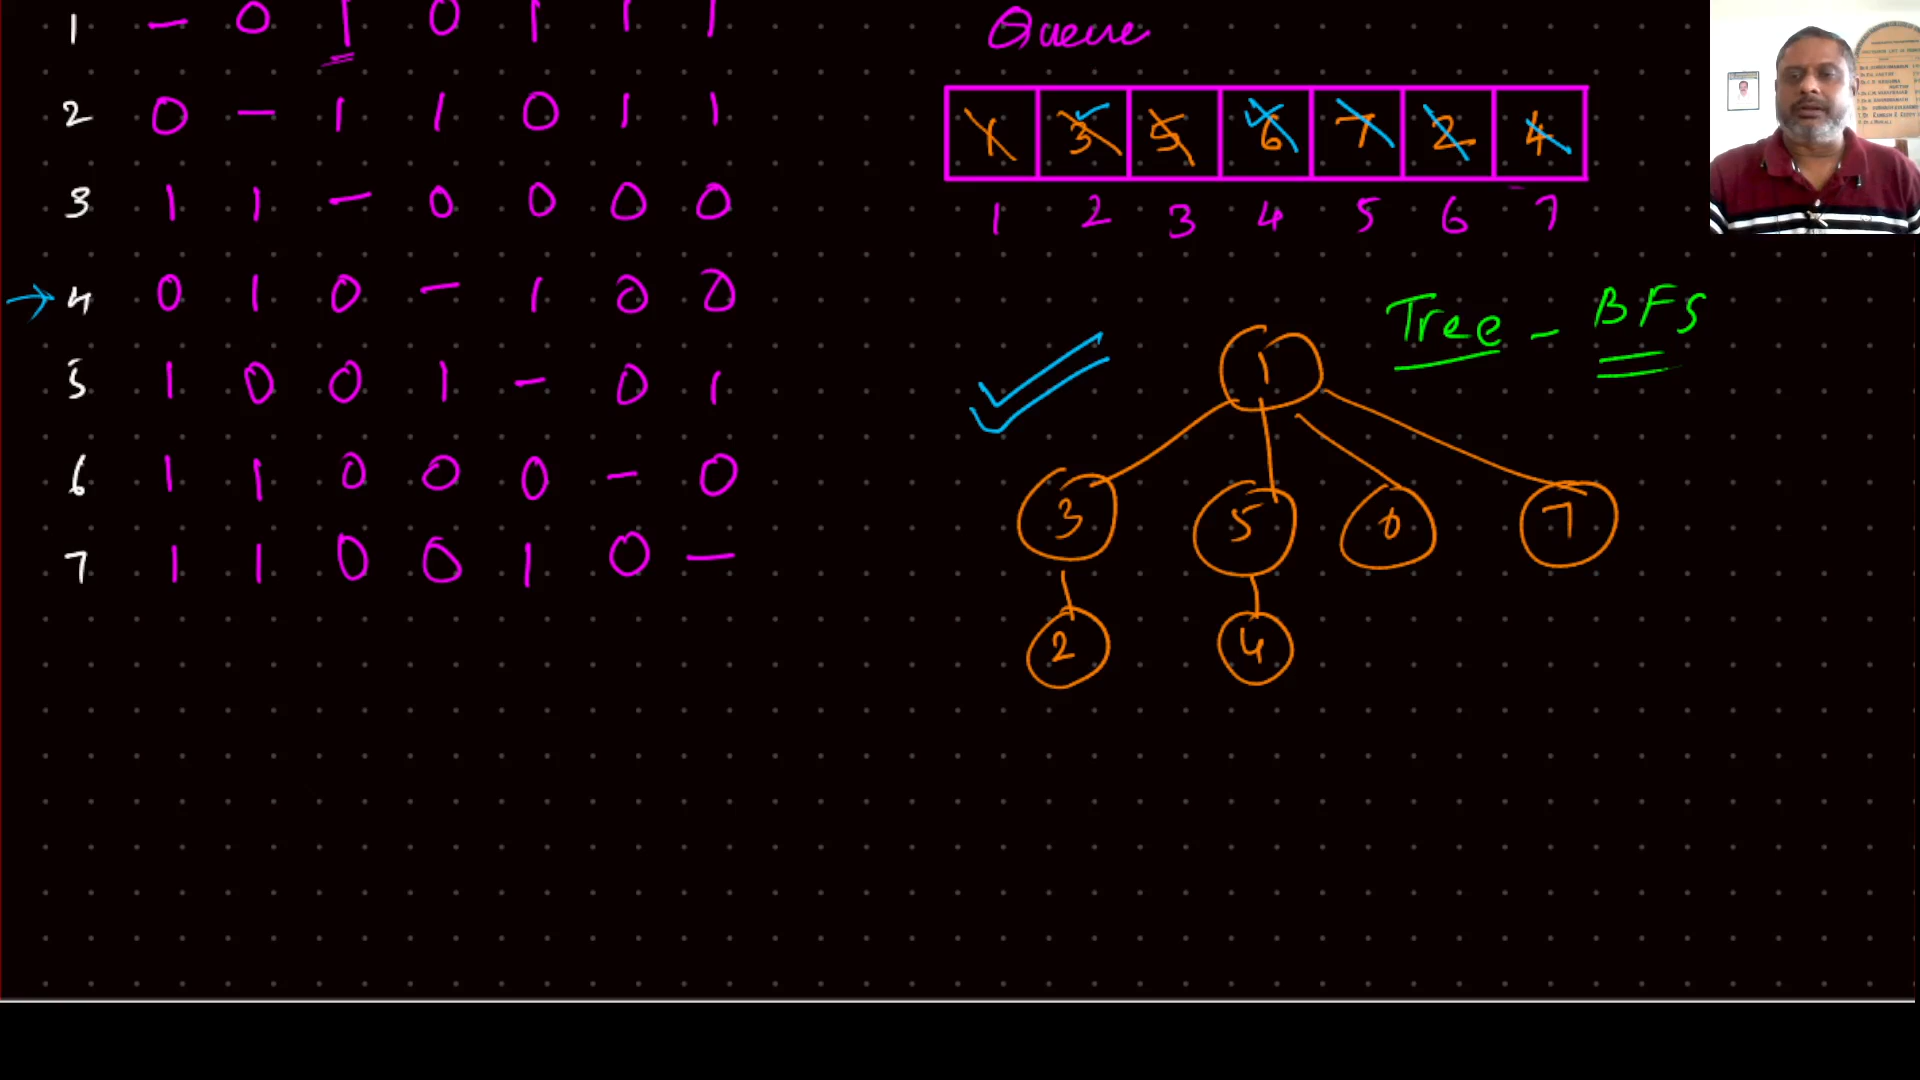 1 - 0 1 0 1 1 1
2 0 - 1 1 0 1 1
3 1 1 - 0 0 0 0
→ 4 0 1 0 - 1 0 0
5 1 0 0 1 - 0 1
6 1 1 0 0 0 - 0
7 1 1 0 0 1 0 -
Queue
1 3 5 6 7 2 4
1 2 3 4 5 6 7
Tree - BFS
1
3 5 6 7
2 4